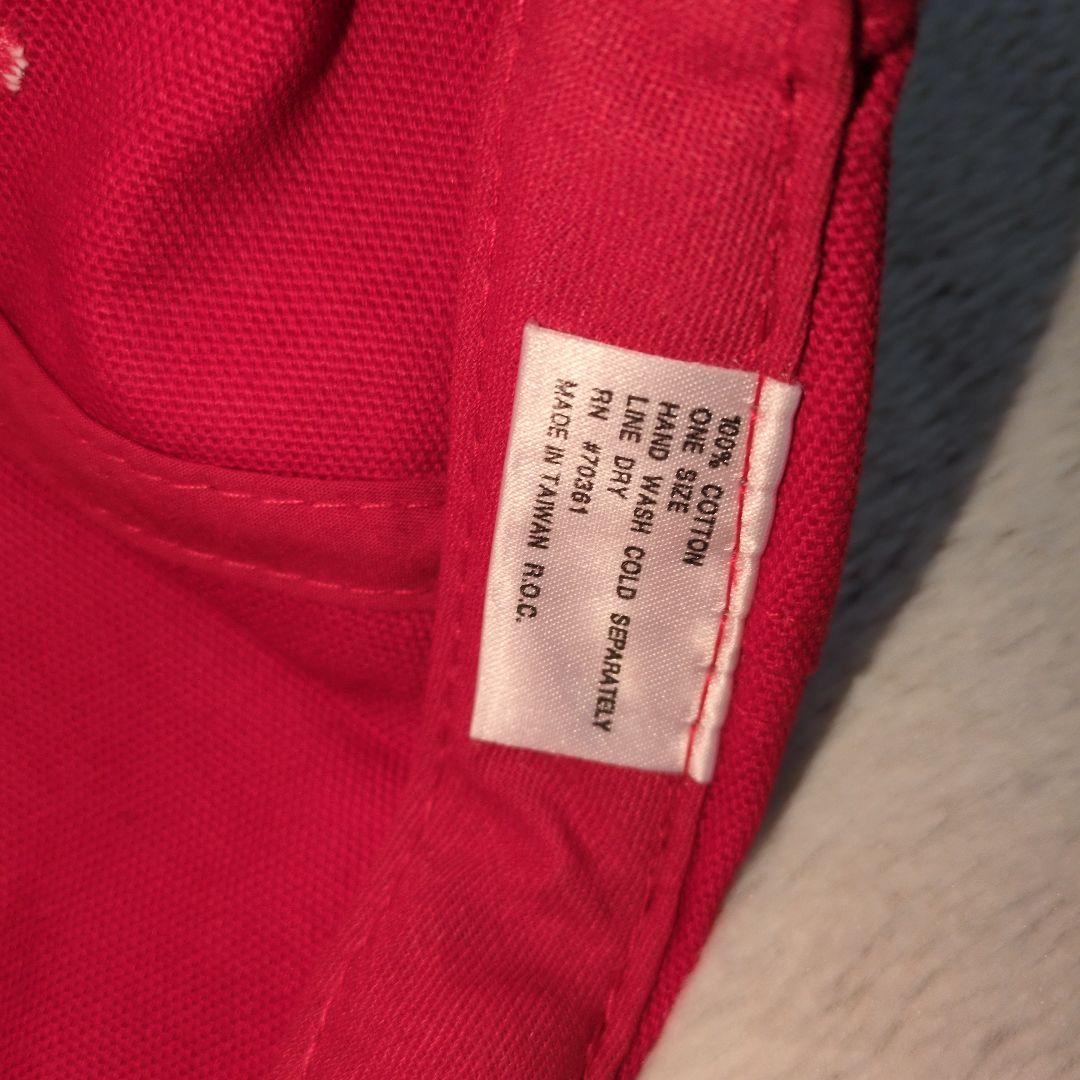 100% COTTON
ONE SIZE
HAND WASH COLD SEPARATELY
LINE DRY
RN #70361
MADE IN TAIWAN R.O.C.